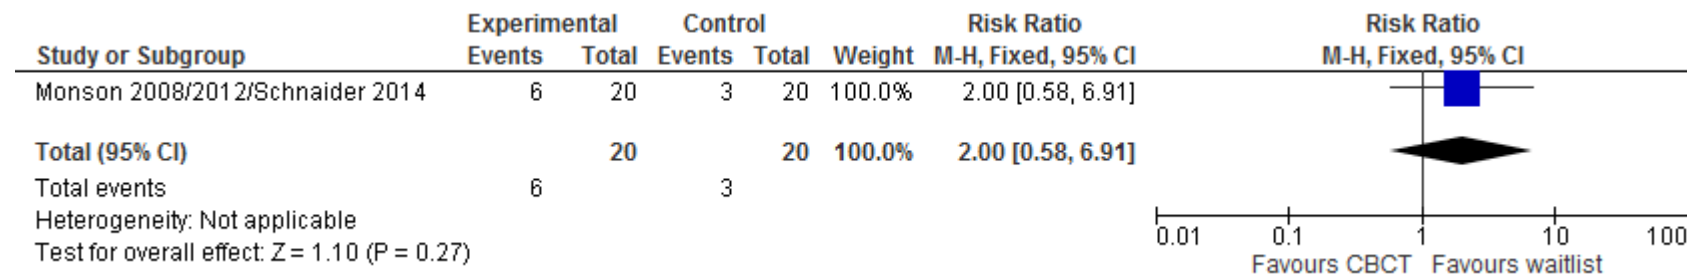 Experimental Control Risk Ratio Risk Ratio
Study or Subgroup Events Total Events Total Weight M-H, Fixed, 95% CI M-H, Fixed, 95% CI
Monson 2008/2012/Schnaider 2014 6 20 3 20 100.0% 2.00 [0.58, 6.91]
Total (95% CI) 20 20 100.0% 2.00 [0.58, 6.91]
Total events 6 3
Heterogeneity: Not applicable
Test for overall effect: Z = 1.10 (P = 0.27)
0.01 0.1 1 10 100
Favours CBCT Favours waitlist